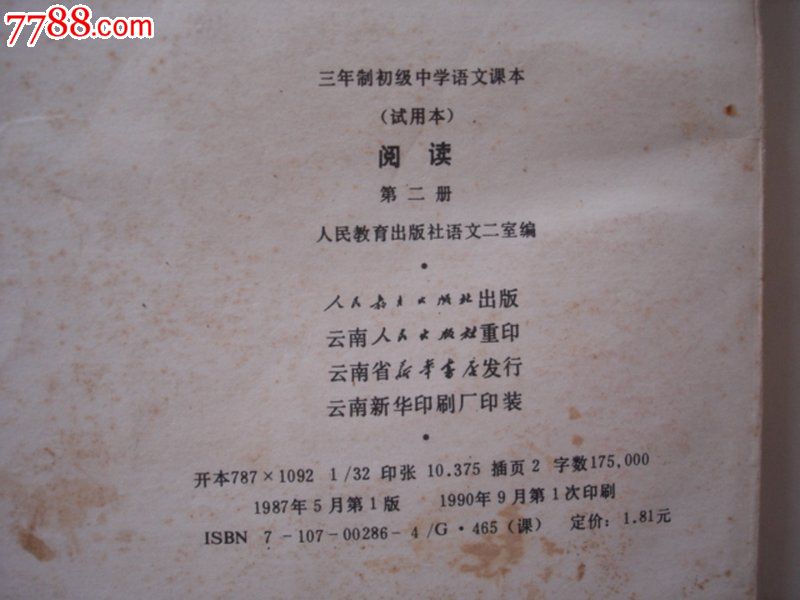 7788.com
三年制初级中学语文课本
（试用本）
阅 读
第 二 册
人民教育出版社语文二室编
·
人民教育出版社出版
云南人民出版社重印
云南省新华书店发行
云南新华印刷厂印装
·
开本787×1092 1/32 印张 10.375 插页 2 字数175,000
1987年5月第1版 1990年9月第1次印刷
ISBN 7-107-00286-4/G·465（课） 定价：1.81元